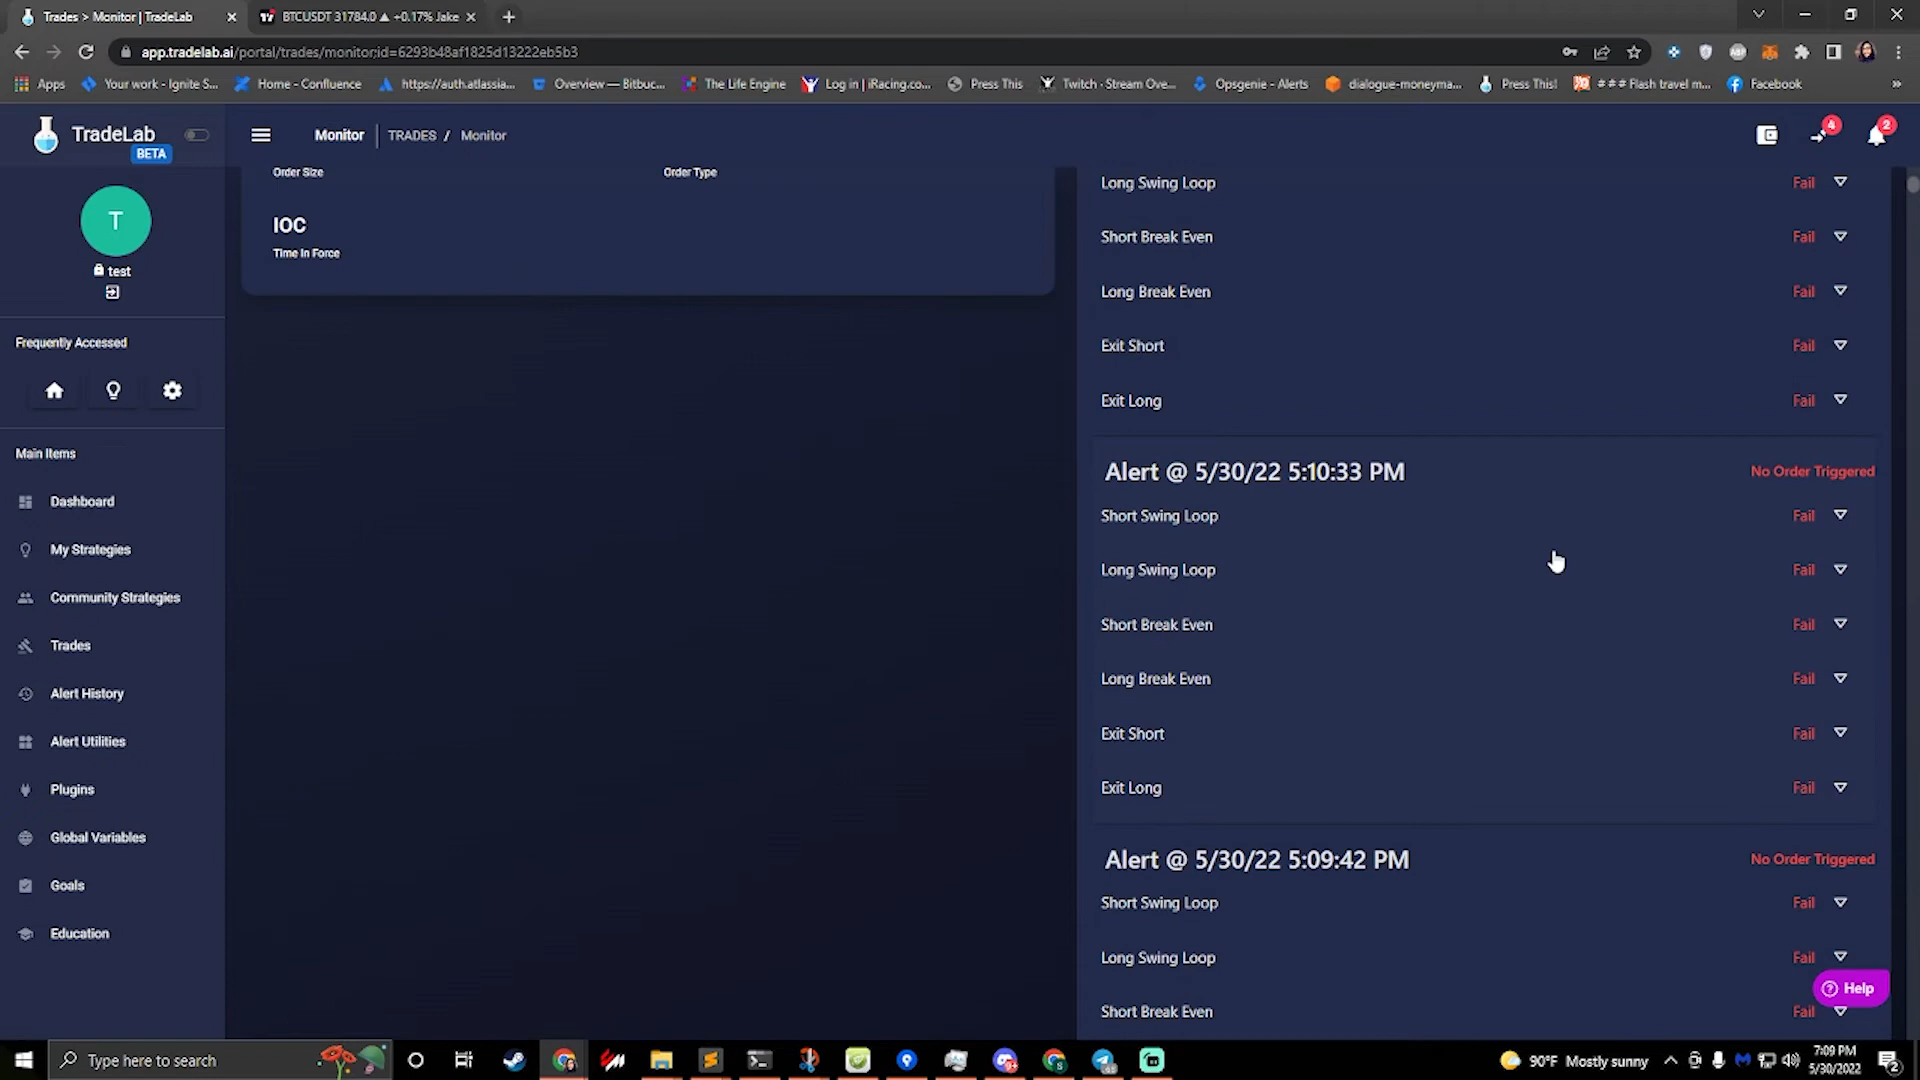 Trades > Monitor | TradeLab
BTCUSDT 31784.0 ▲ +0.17% Jake
app.tradelab.ai/portal/trades/monitor;id=6293b48af1825d13222eb5b3
Apps
Your work - Ignite S...
Home - Confluence
https://auth.atlassia...
Overview — Bitbuc...
The Life Engine
Log in | iRacing.co...
Press This
Twitch - Stream Ove...
Opsgenie - Alerts
dialogue-moneyma...
Press This!
###Flash travel m...
Facebook
TradeLab
BETA
Monitor
TRADES / Monitor
4
2
T
test
Frequently Accessed
Main Items
Dashboard
My Strategies
Community Strategies
Trades
Alert History
Alert Utilities
Plugins
Global Variables
Goals
Education
Order Size
Order Type
IOC
Time In Force
Long Swing Loop Fail
Short Break Even Fail
Long Break Even Fail
Exit Short Fail
Exit Long Fail
Alert @ 5/30/22 5:10:33 PM No Order Triggered
Short Swing Loop Fail
Long Swing Loop Fail
Short Break Even Fail
Long Break Even Fail
Exit Short Fail
Exit Long Fail
Alert @ 5/30/22 5:09:42 PM No Order Triggered
Short Swing Loop Fail
Long Swing Loop Fail
Help
Short Break Even Fail
Type here to search
90°F Mostly sunny
7:09 PM
5/30/2022
2